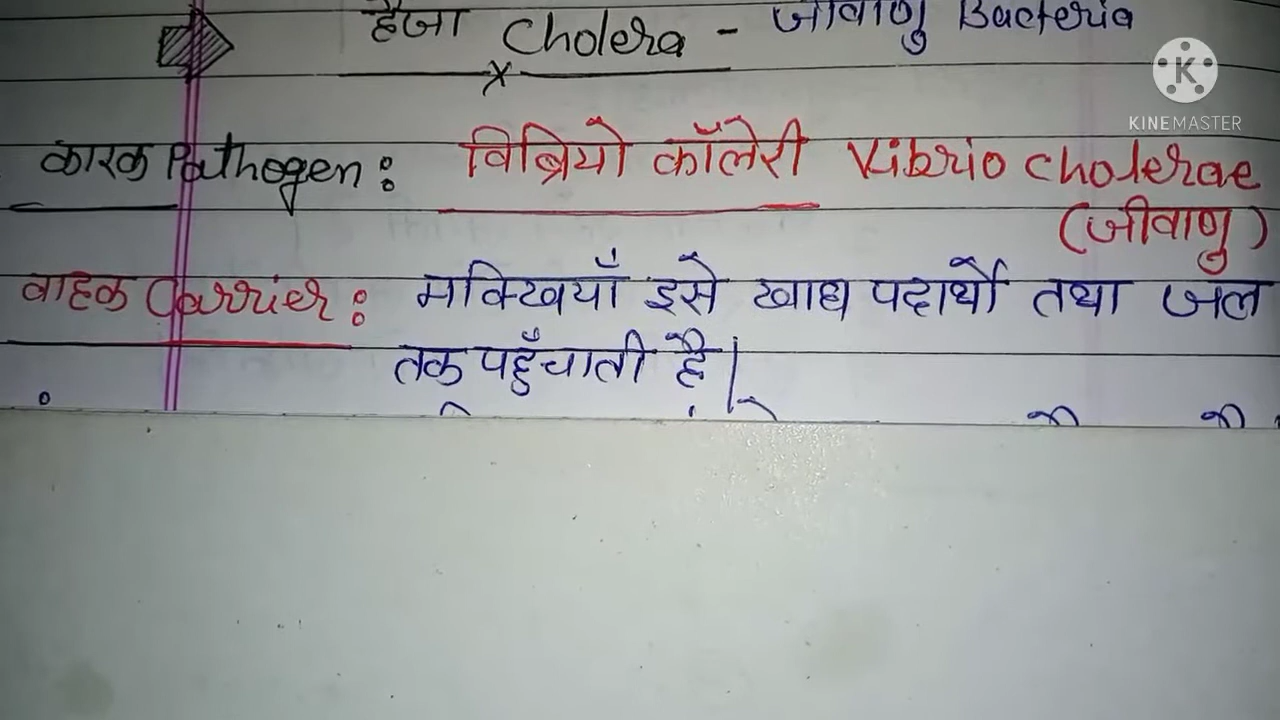 हैजा Cholera - जीवाणु Bacteria
कारक Pathogen : विब्रियो कॉलेरी Vibrio cholerae
(जीवाणु)
वाहक Carrier : मक्खियाँ इसे खाद्य पदार्थो तथा जल
तक पहुँचाती है।
K
KINEMASTER